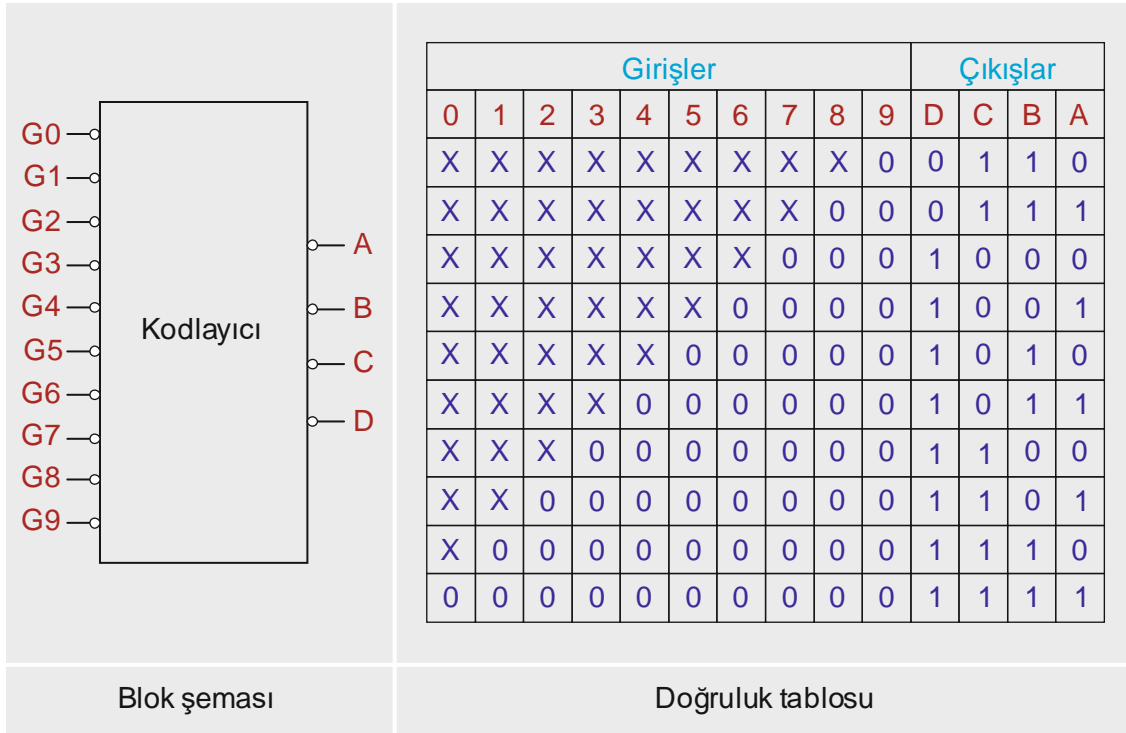 G0
G1
G2
G3
G4
G5
G6
G7
G8
G9
Kodlayıcı
A
B
C
D
Blok şeması
Girişler Çıkışlar
0 1 2 3 4 5 6 7 8 9 D C B A
X X X X X X X X X 0 0 1 1 0
X X X X X X X X 0 0 0 1 1 1
X X X X X X X 0 0 0 1 0 0 0
X X X X X X 0 0 0 0 1 0 0 1
X X X X X 0 0 0 0 0 1 0 1 0
X X X X 0 0 0 0 0 0 1 0 1 1
X X X 0 0 0 0 0 0 0 1 1 0 0
X X 0 0 0 0 0 0 0 0 1 1 0 1
X 0 0 0 0 0 0 0 0 0 1 1 1 0
0 0 0 0 0 0 0 0 0 0 1 1 1 1
Doğruluk tablosu